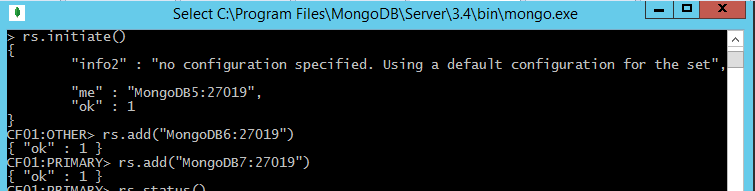 Select C:\Program Files\MongoDB\Server\3.4\bin\mongo.exe
> rs.initiate()
{
"info2" : "no configuration specified. Using a default configuration for the set",
"me" : "MongoDB5:27019",
"ok" : 1
}
CF01:OTHER> rs.add("MongoDB6:27019")
{ "ok" : 1 }
CF01:PRIMARY> rs.add("MongoDB7:27019")
{ "ok" : 1 }
CF01:PRIMARY> rs.status()